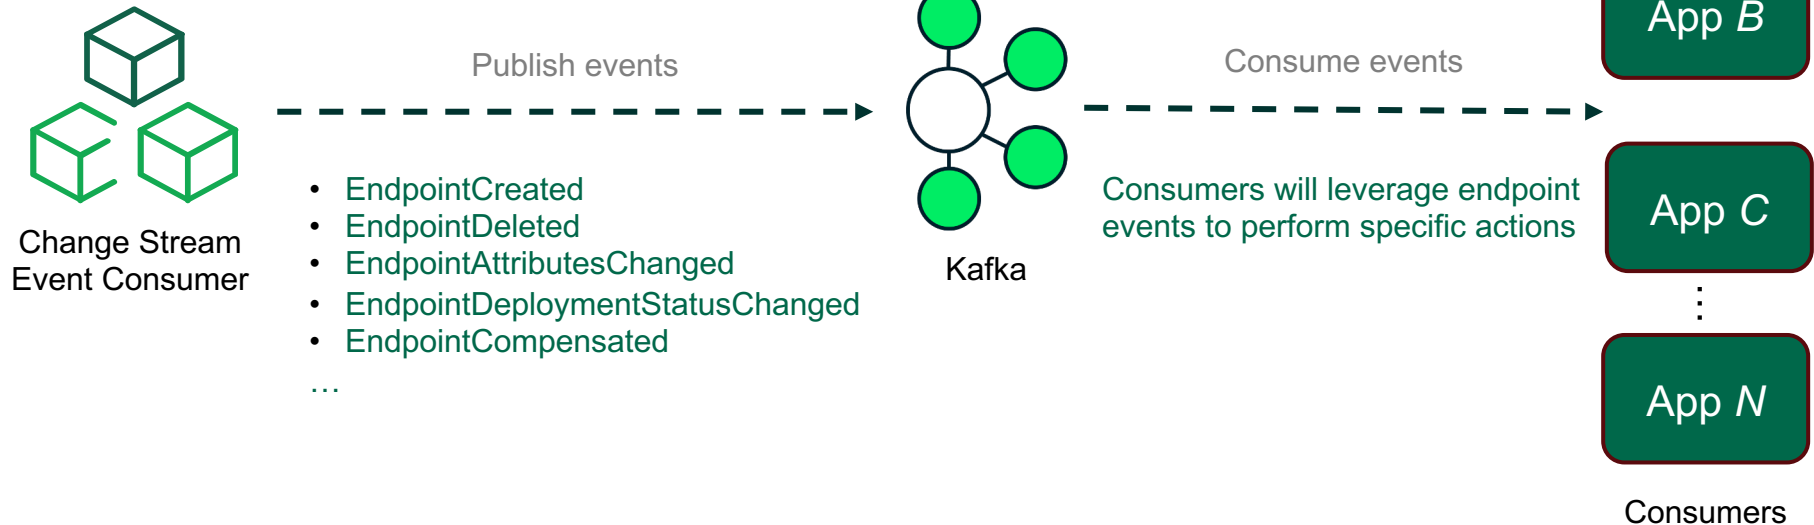 Publish events
Consume events
App B
• EndpointCreated
• EndpointDeleted
• EndpointAttributesChanged
• EndpointDeploymentStatusChanged
• EndpointCompensated
…
Change Stream
Event Consumer
Kafka
Consumers will leverage endpoint
events to perform specific actions
App C
⋮
App N
Consumers